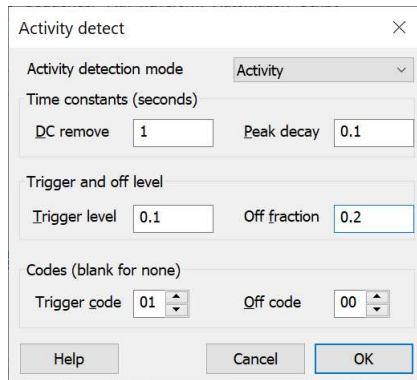 Activity detect
Activity detection mode Activity
Time constants (seconds)
DC remove 1 Peak decay 0.1
Trigger and off level
Trigger level 0.1 Off fraction 0.2
Codes (blank for none)
Trigger code 01 Off code 00
Help Cancel OK